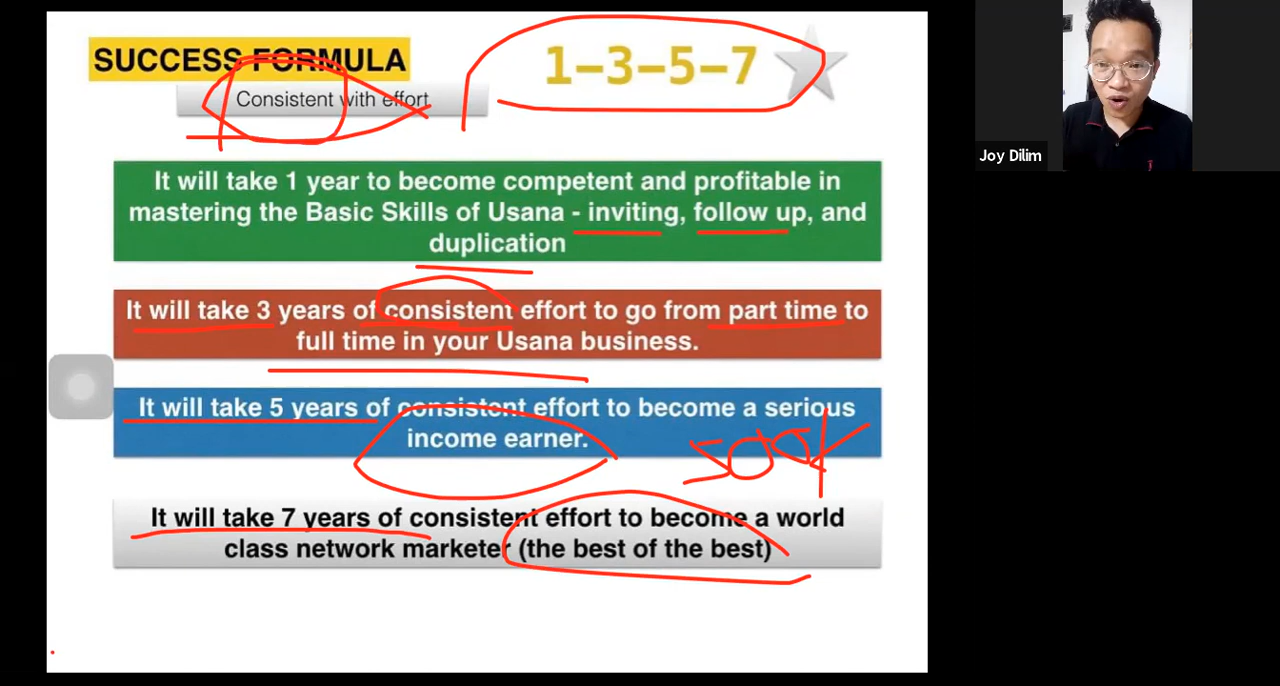 SUCCESS FORMULA
1-3-5-7
Consistent with effort
Joy Dilim
It will take 1 year to become competent and profitable in
mastering the Basic Skills of Usana - inviting, follow up, and
duplication
It will take 3 years of consistent effort to go from part time to
full time in your Usana business.
It will take 5 years of consistent effort to become a serious
income earner.
500k
It will take 7 years of consistent effort to become a world
class network marketer (the best of the best)